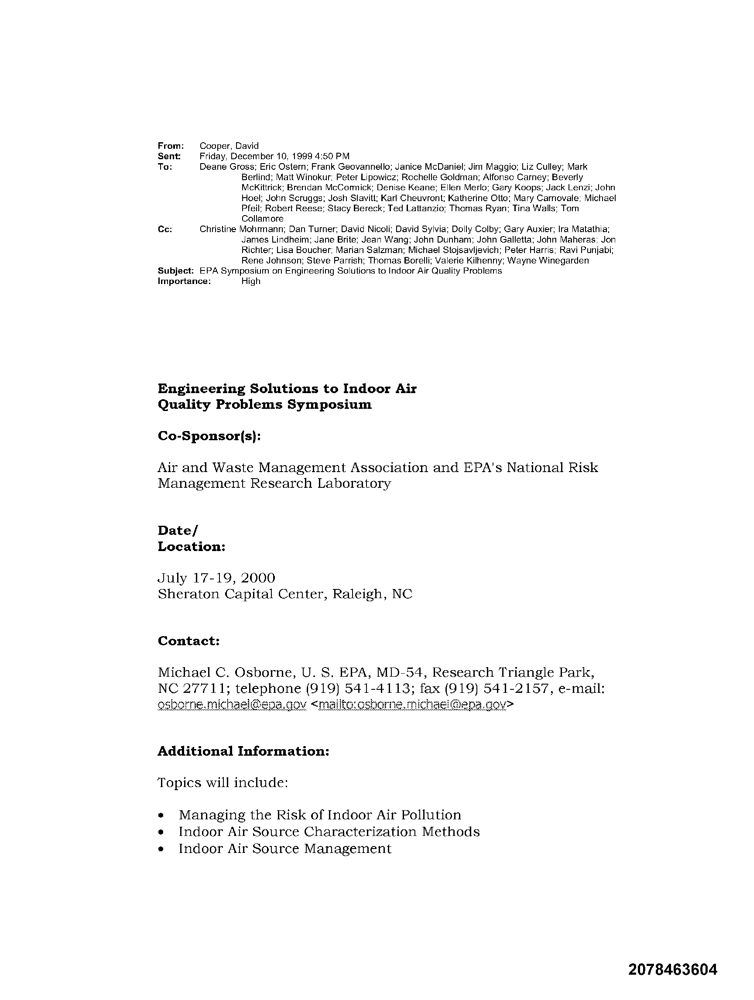 From: Cooper, David
Sent: Friday, December 10, 1999 4:50 PM
To: Deane Gross; Eric Ostern; Frank Geovannello; Janice McDaniel; Jim Maggio; Liz Culley; Mark
Berlind; Matt Winokur; Peter Lipowicz; Rochelle Goldman; Alfonso Carney; Beverly
McKittrick; Brendan McCormick; Denise Keane; Ellen Merlo; Gary Koops; Jack Lenzi; John
Hoel; John Scruggs; Josh Slavitt; Karl Cheuvront; Katherine Otto; Mary Carnovale; Michael
Pfeil; Robert Reese; Stacy Bereck; Ted Lattanzio; Thomas Ryan; Tina Walls; Tom
Collamore
Cc: Christine Mohrmann; Dan Turner; David Nicoli; David Sylvia; Dolly Colby; Gary Auxier; Ira Matathia;
James Lindheim; Jane Brite; Jean Wang; John Dunham; John Galletta; John Maheras; Jon
Richter; Lisa Boucher; Marian Salzman; Michael Stojsavljevich; Peter Harris; Ravi Punjabi;
Rene Johnson; Steve Parrish; Thomas Borelli; Valerie Kilhenny; Wayne Winegarden
Subject: EPA Symposium on Engineering Solutions to Indoor Air Quality Problems
Importance: High
Engineering Solutions to Indoor Air
Quality Problems Symposium
Co-Sponsor(s):
Air and Waste Management Association and EPA's National Risk
Management Research Laboratory
Date/
Location:
July 17-19, 2000
Sheraton Capital Center, Raleigh, NC
Contact:
Michael C. Osborne, U. S. EPA, MD-54, Research Triangle Park,
NC 27711; telephone (919) 541-4113; fax (919) 541-2157, e-mail:
osborne.michael@epa.gov <mailto:osborne.michael@epa.gov>
Additional Information:
Topics will include:
• Managing the Risk of Indoor Air Pollution
• Indoor Air Source Characterization Methods
• Indoor Air Source Management
2078463604